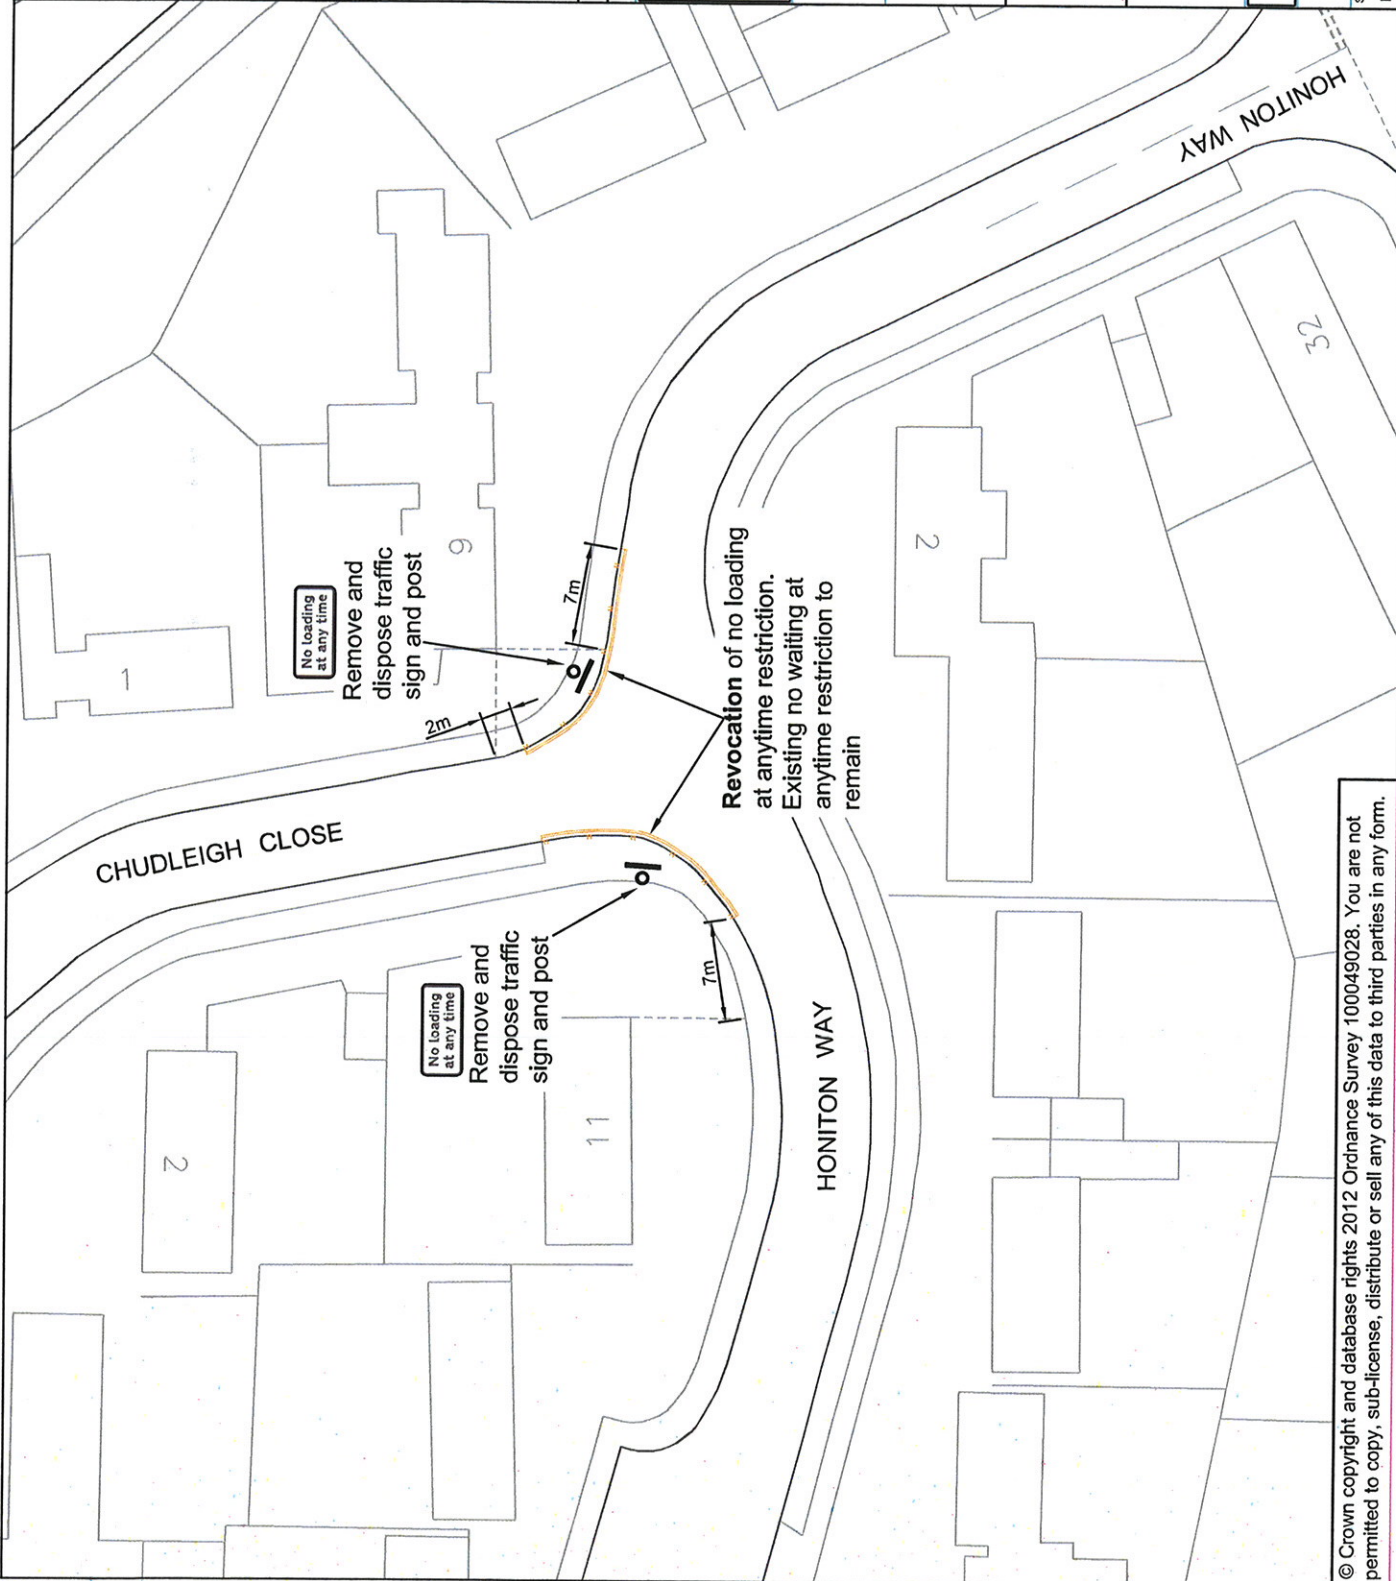 HONITON WAY
No loading
at any time
Remove and
dispose traffic
sign and post
1
6
7m
2m
32
2
CHUDLEIGH CLOSE
Revocation of no loading
at anytime restriction.
Existing no waiting at
anytime restriction to
remain
No loading
at any time
Remove and
dispose traffic
sign and post
7m
2
11
HONITON WAY
© Crown copyright and database rights 2012 Ordnance Survey 100049028. You are not
permitted to copy, sub-license, distribute or sell any of this data to third parties in any form.